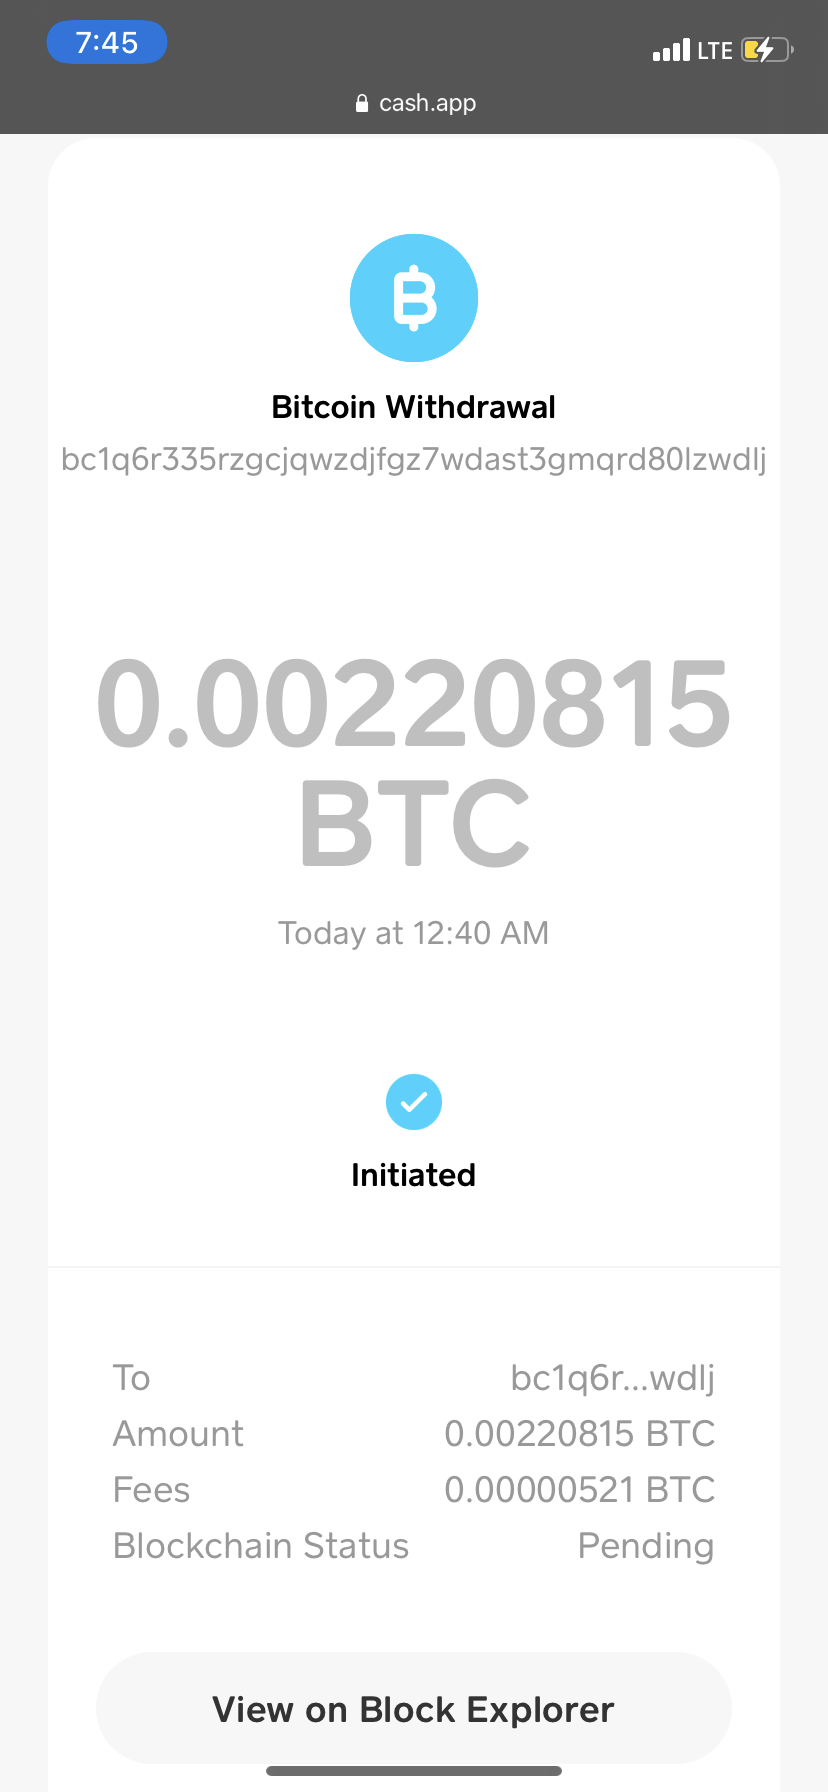 7:45
LTE
cash.app
Bitcoin Withdrawal
bc1q6r335rzgcjqwzdjfgz7wdast3gmqrd80lzwdlj
0.00220815
BTC
Today at 12:40 AM
Initiated
To bc1q6r...wdlj
Amount 0.00220815 BTC
Fees 0.00000521 BTC
Blockchain Status Pending
View on Block Explorer